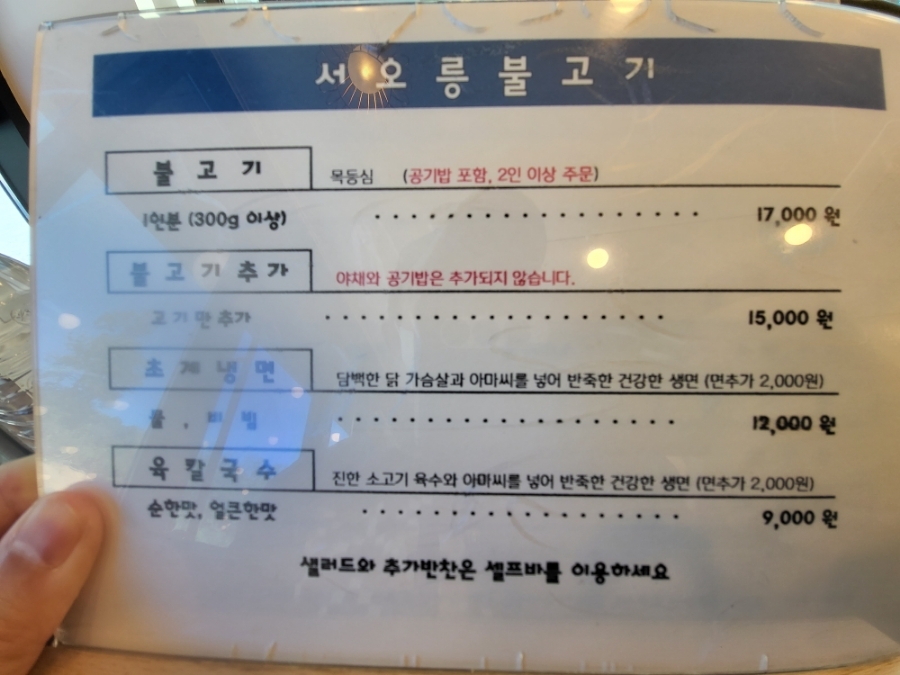 서오릉불고기
불고기 목등심 (공기밥 포함, 2인 이상 주문)
1인분 (300g 이상) 17,000 원
불고기추가 야채와 공기밥은 추가되지 않습니다.
고기만추가 15,000 원
초계냉면 담백한 닭 가슴살과 아마씨를 넣어 반죽한 건강한 생면 (면추가 2,000원)
물, 비빔 12,000 원
육칼국수 진한 소고기 육수와 아마씨를 넣어 반죽한 건강한 생면 (면추가 2,000원)
순한맛, 얼큰한맛 9,000 원
샐러드와 추가반찬은 셀프바를 이용하세요